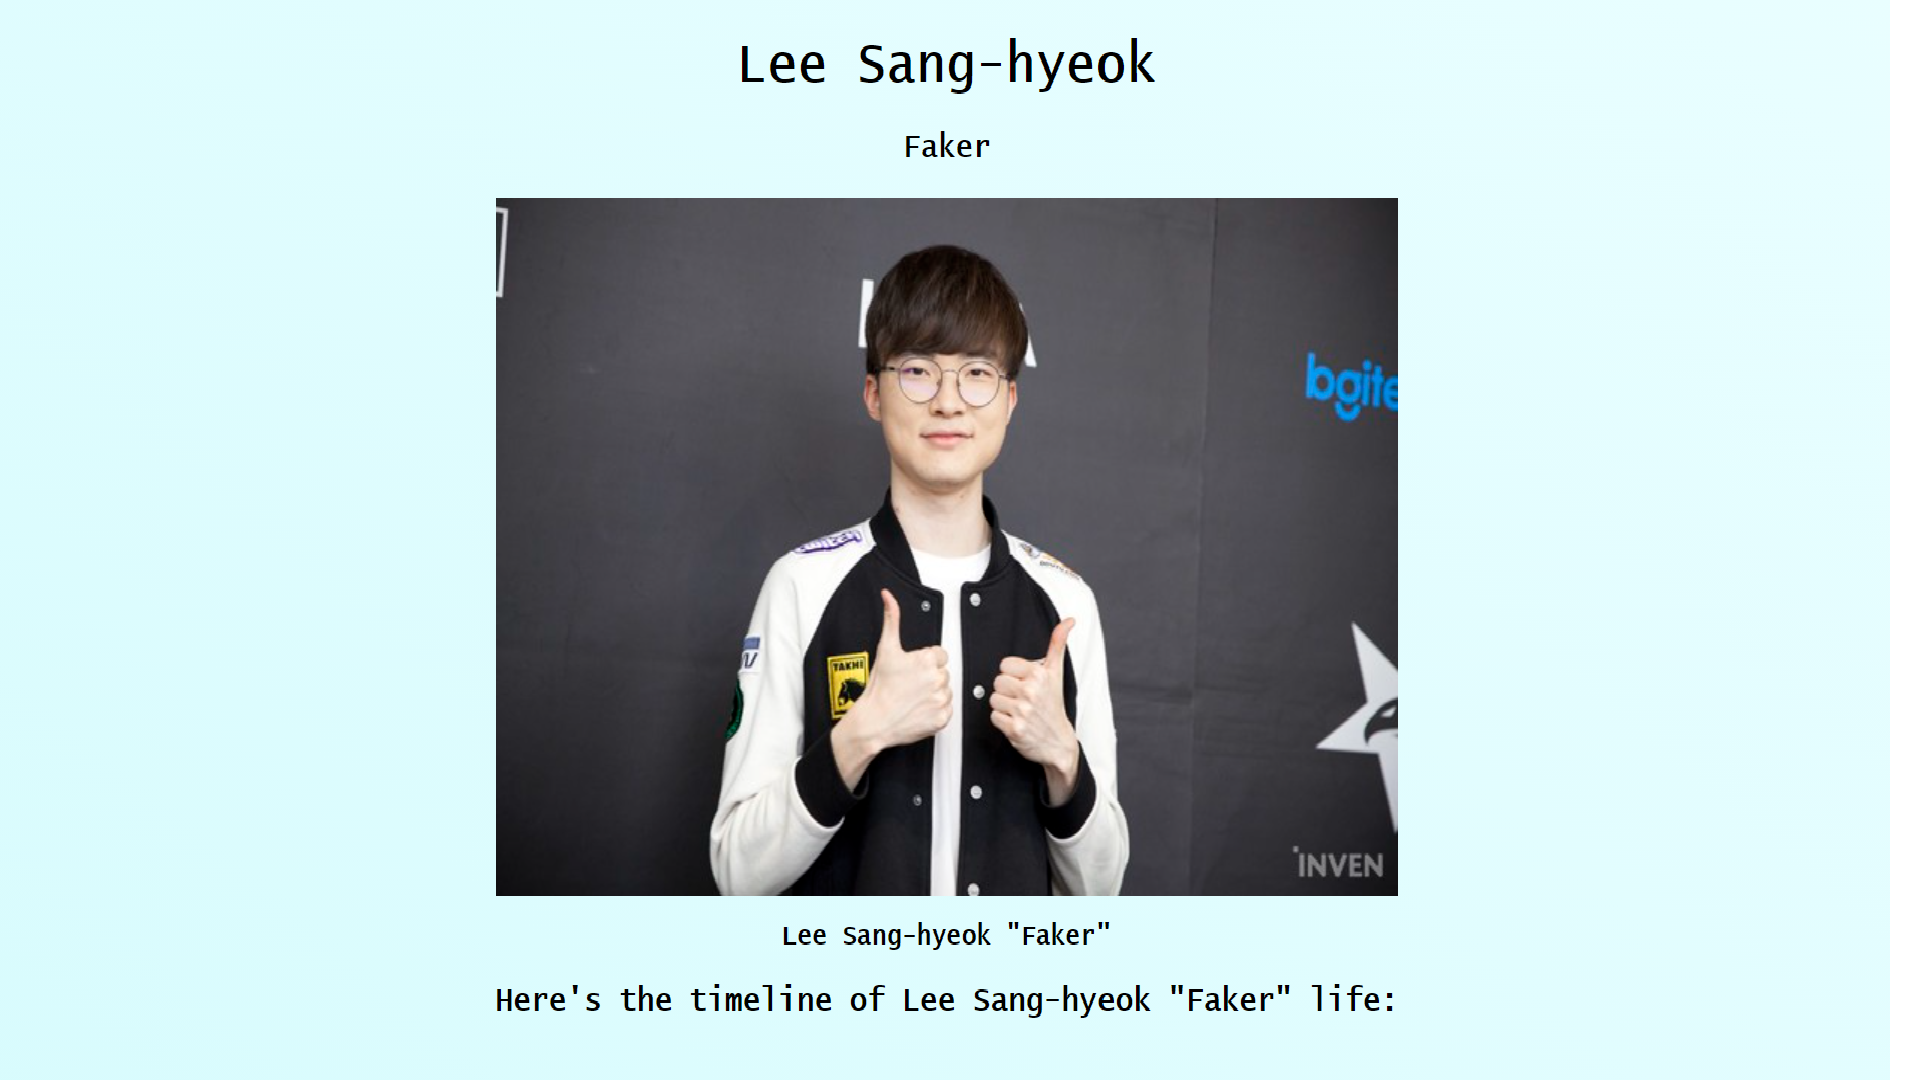 Lee Sang-hyeok
Faker
bgite
TAKHI
INVEN
Lee Sang-hyeok "Faker"
Here's the timeline of Lee Sang-hyeok "Faker" life: